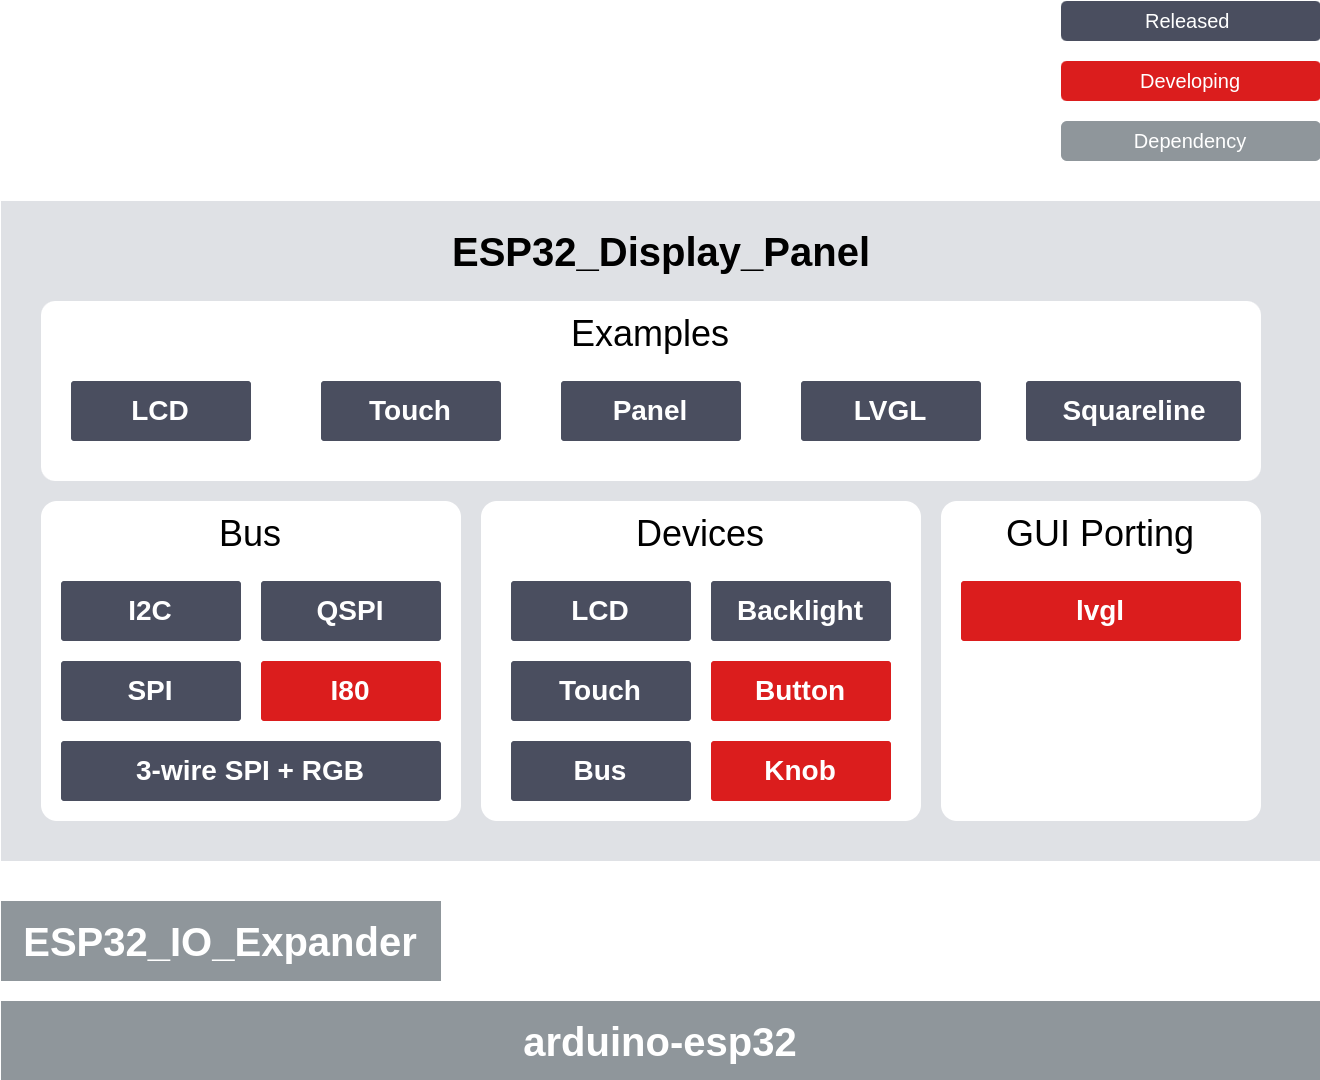 Released
Developing
Dependency
ESP32_Display_Panel
Examples
LCD
Touch
Panel
LVGL
Squareline
Bus
I2C
QSPI
SPI
I80
3-wire SPI + RGB
Devices
LCD
Backlight
Touch
Button
Bus
Knob
GUI Porting
lvgl
ESP32_IO_Expander
arduino-esp32